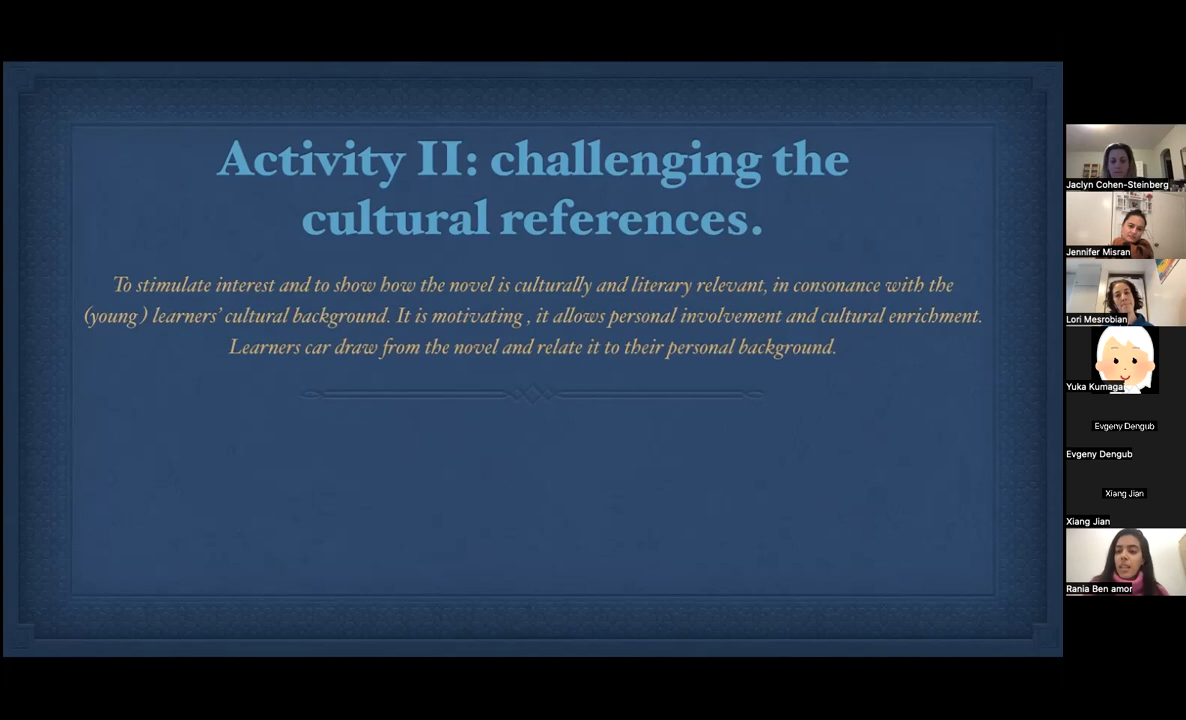 Activity II: challenging the
cultural references.
To stimulate interest and to show how the novel is culturally and literary relevant, in consonance with the
(young ) learners' cultural background. It is motivating , it allows personal involvement and cultural enrichment.
Learners car draw from the novel and relate it to their personal background.
Jaclyn Cohen-Steinberg
Jennifer Misran
Lori Mesrobian
Yuka Kumagai
Evgeny Dengub
Evgeny Dengub
Xiang Jian
Xiang Jian
Rania Ben amor